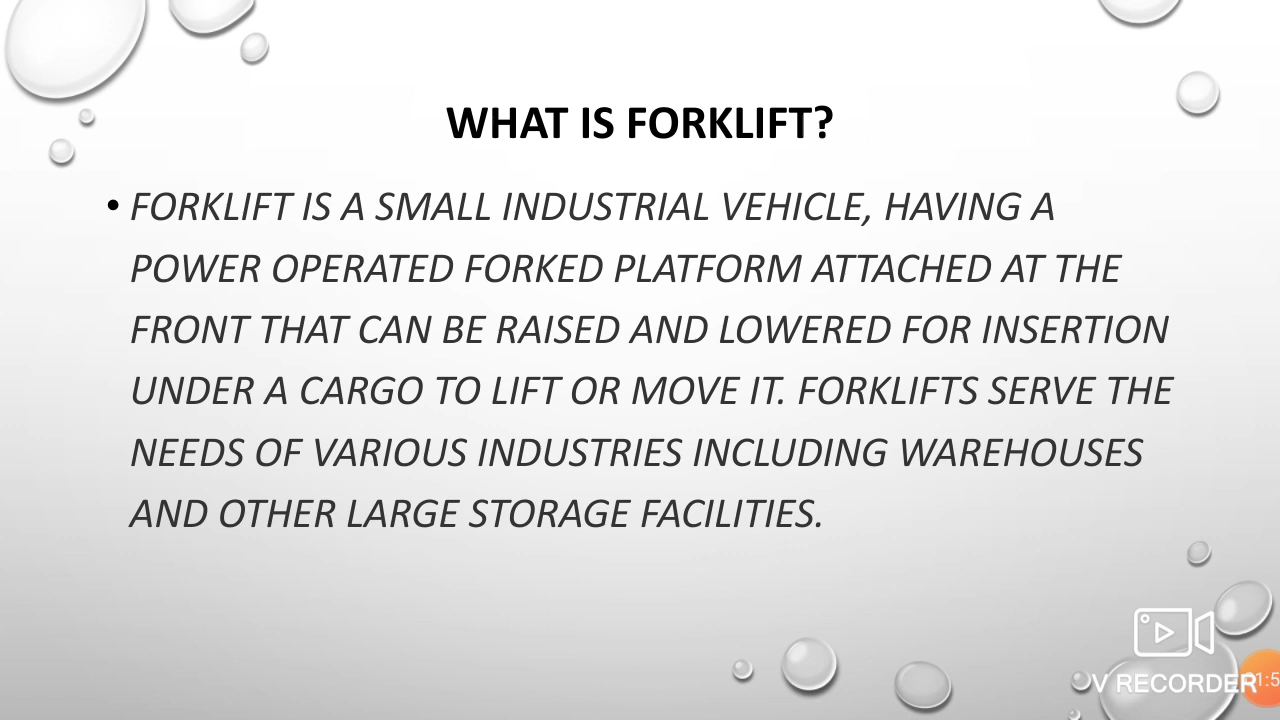 WHAT IS FORKLIFT?
• FORKLIFT IS A SMALL INDUSTRIAL VEHICLE, HAVING A
POWER OPERATED FORKED PLATFORM ATTACHED AT THE
FRONT THAT CAN BE RAISED AND LOWERED FOR INSERTION
UNDER A CARGO TO LIFT OR MOVE IT. FORKLIFTS SERVE THE
NEEDS OF VARIOUS INDUSTRIES INCLUDING WAREHOUSES
AND OTHER LARGE STORAGE FACILITIES.
V RECORDER